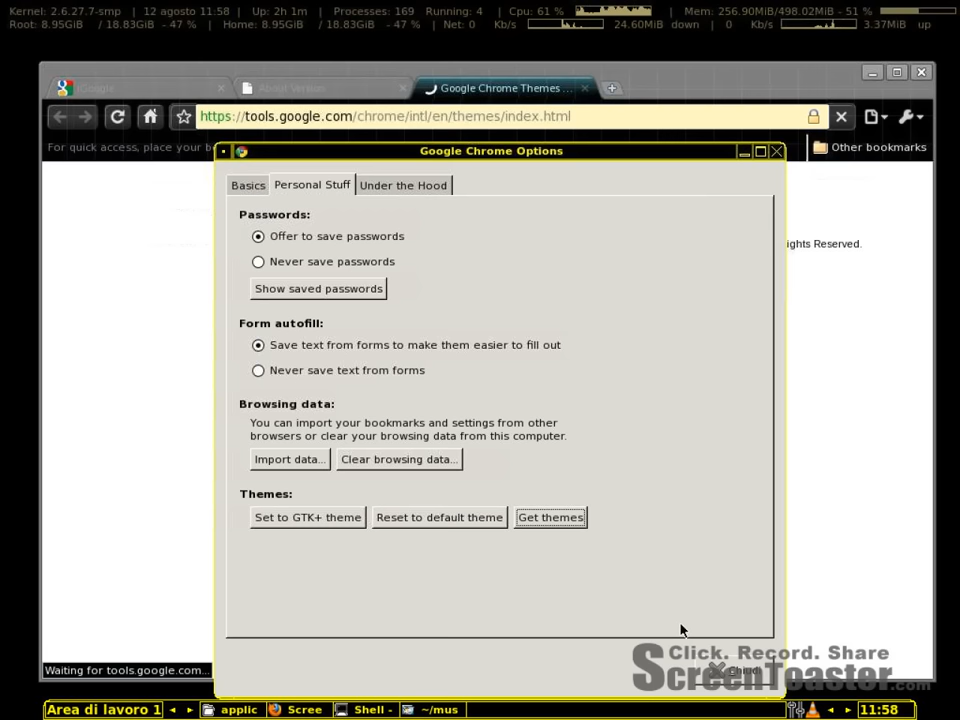 Kernel: 2.6.27.7-smp | 12 agosto 11:58 | Up: 2h 1m | Processes: 169 Running: 4 | Cpu: 61 % | Mem: 256.90MiB/498.02MiB - 51 %
Root: 8.95GiB / 18.83GiB - 47 % | Home: 8.95GiB / 18.83GiB - 47 % | Net: 0 Kb/s 24.60MiB down | 0 Kb/s 3.37MiB up
iGoogle
About Version
Google Chrome Themes ...
https://tools.google.com/chrome/intl/en/themes/index.html
For quick access, place your b
Other bookmarks
Google Chrome Options
Basics
Personal Stuff
Under the Hood
Passwords:
Offer to save passwords
ights Reserved.
Never save passwords
Show saved passwords
Form autofill:
Save text from forms to make them easier to fill out
Never save text from forms
Browsing data:
You can import your bookmarks and settings from other
browsers or clear your browsing data from this computer.
Import data...
Clear browsing data...
Themes:
Set to GTK+ theme
Reset to default theme
Get themes
Click. Record. Share
ScreenToaster.com
Chiudi
Waiting for tools.google.com...
Area di lavoro 1
applic
Scree
Shell -
~/mus
11:58